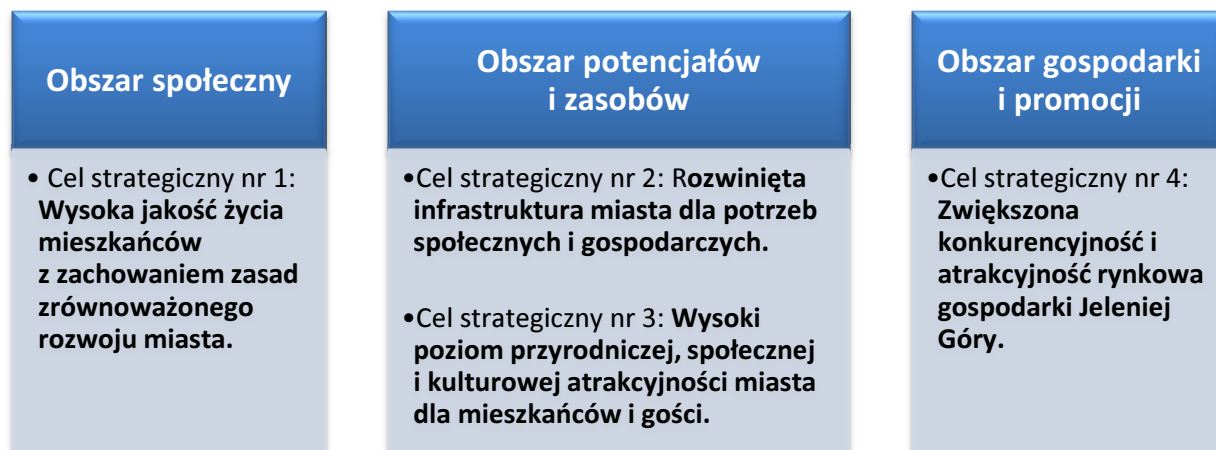 Obszar społeczny
• Cel strategiczny nr 1:
Wysoka jakość życia
mieszkańców
z zachowaniem zasad
zrównoważonego
rozwoju miasta.
Obszar potencjałów
i zasobów
•Cel strategiczny nr 2: Rozwinięta
infrastruktura miasta dla potrzeb
społecznych i gospodarczych.
•Cel strategiczny nr 3: Wysoki
poziom przyrodniczej, społecznej
i kulturowej atrakcyjności miasta
dla mieszkańców i gości.
Obszar gospodarki
i promocji
•Cel strategiczny nr 4:
Zwiększona
konkurencyjność i
atrakcyjność rynkowa
gospodarki Jeleniej
Góry.